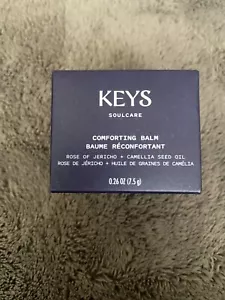 KEYS
SOULCARE
COMFORTING BALM
BAUME RÉCONFORTANT
ROSE OF JERICHO + CAMELLIA SEED OIL
ROSE DE JÉRICHO + HUILE DE GRAINES DE CAMÉLIA
0.26 OZ (7.5 g)